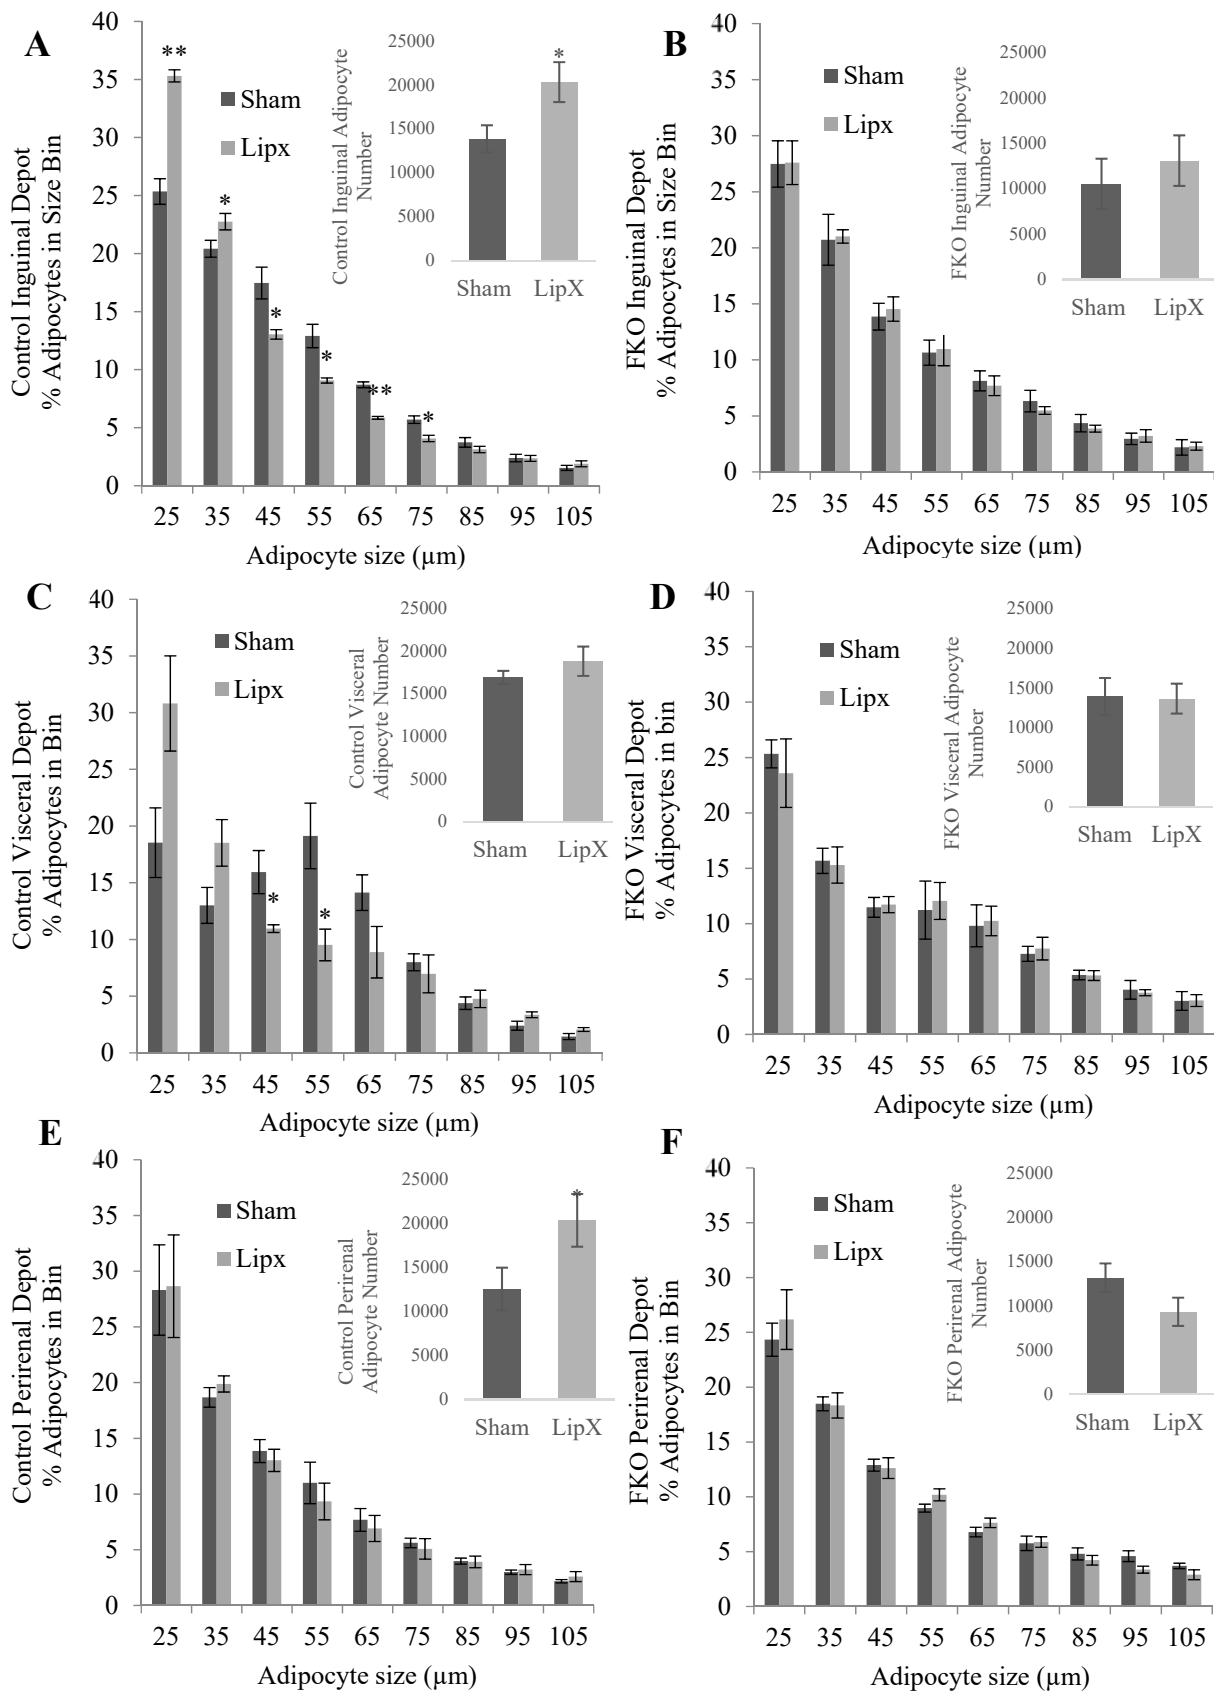 A
Control Inguinal Depot
% Adipocytes in Size Bin
40
35
30
25
20
15
10
5
0
**
*
*
*
**
*
Sham
Lipx
Control Inguinal Adipocyte
Number
25000
20000
15000
10000
5000
0
*
Sham LipX
25 35 45 55 65 75 85 95 105
Adipocyte size (µm)
B
FKO Inguinal Depot
% Adipocytes in Size Bin
40
35
30
25
20
15
10
5
0
Sham
Lipx
FKO Inguinal Adipocyte
Number
25000
20000
15000
10000
5000
0
Sham LipX
25 35 45 55 65 75 85 95 105
Adipocyte size (µm)
C
Control Visceral Depot
% Adipocytes in Bin
40
35
30
25
20
15
10
5
0
*
*
Sham
Lipx
Control Visceral
Adipocyte Number
25000
20000
15000
10000
5000
0
Sham LipX
25 35 45 55 65 75 85 95 105
Adipocyte size (µm)
D
FKO Visceral Depot
% Adipocytes in bin
40
35
30
25
20
15
10
5
0
Sham
Lipx
FKO Visceral Adipocyte
Number
25000
20000
15000
10000
5000
0
Sham LipX
25 35 45 55 65 75 85 95 105
Adipocyte size (µm)
E
Control Perirenal Depot
% Adipocytes in Bin
40
35
30
25
20
15
10
5
0
Sham
Lipx
Control Perirenal
Adipocyte Number
25000
20000
15000
10000
5000
0
*
Sham LipX
25 35 45 55 65 75 85 95 105
Adipocyte size (µm)
F
FKO Perirenal Depot
% Adipocytes in Bin
40
35
30
25
20
15
10
5
0
Sham
Lipx
FKO Perirenal Adipocyte
Number
25000
20000
15000
10000
5000
0
Sham LipX
25 35 45 55 65 75 85 95 105
Adipocyte size (µm)